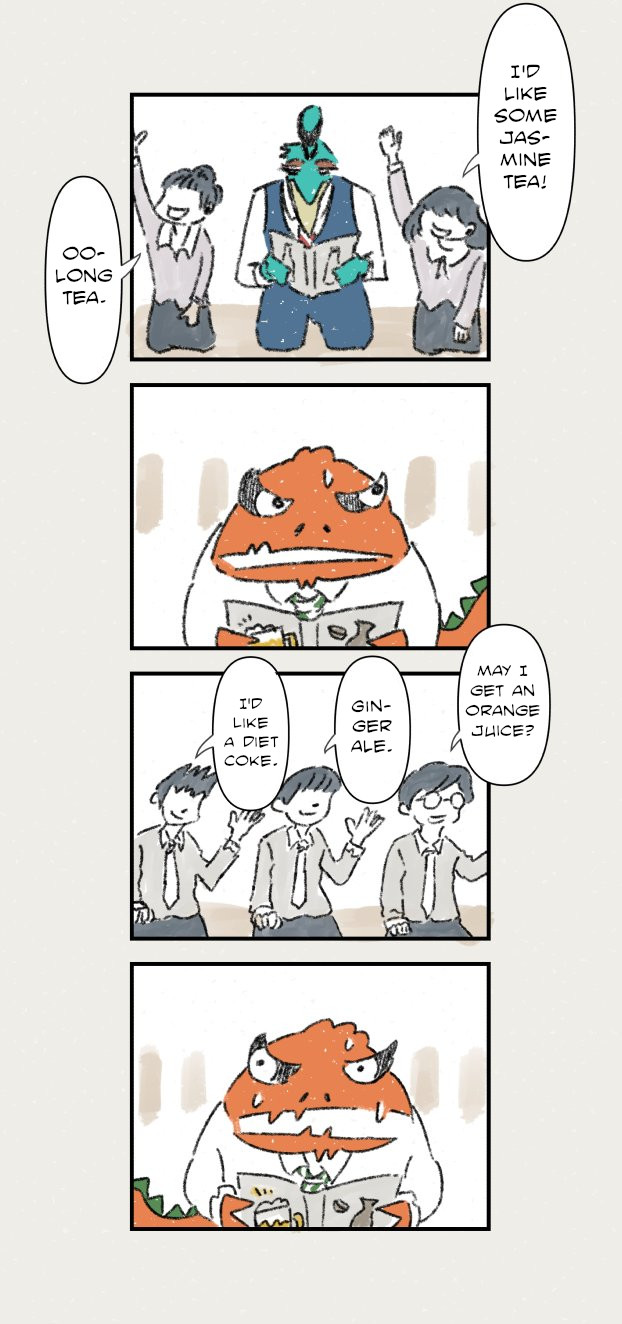 OO-
LONG
TEA.
I'D
LIKE
SOME
JAS-
MINE
TEA!
I'D
LIKE
A DIET
COKE.
GIN-
GER
ALE.
MAY I
GET AN
ORANGE
JUICE?